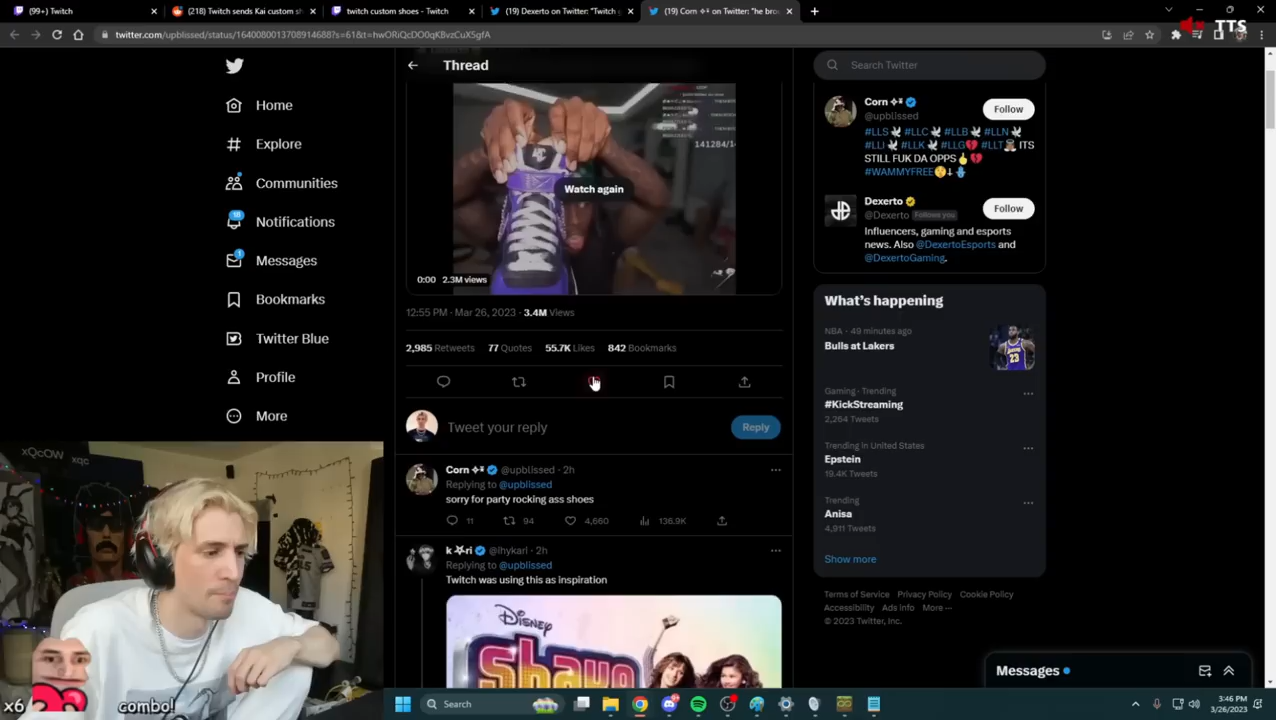 (99+) Twitch
(218) Twitch sends Kai custom sh
twitch custom shoes - Twitch
(19) Dexerto on Twitter: "Twitch g
(19) Corn on Twitter: "he bro
TTS
twitter.com/upblissed/status/1640080013708914688?s=61&t=hwORiQcDO0qKBvzCuX5gfA
Thread
Search Twitter
Home
Explore
Communities
18
Notifications
1
Messages
Bookmarks
Twitter Blue
Profile
More
141284/1
Watch again
0:00 2.3M views
12:55 PM · Mar 26, 2023 · 3.4M Views
2,985 Retweets 77 Quotes 55.7K Likes 842 Bookmarks
Tweet your reply
Reply
Corn @upblissed · 2h
Replying to @upblissed
sorry for party rocking ass shoes
11 94 4,660 136.9K
k ri @ihykari · 2h
Replying to @upblissed
Twitch was using this as inspiration
Disney
Shake
Corn
@upblissed
Follow
#LLS #LLC #LLB #LLN
#LLI #LLK #LLG #LLT ITS
STILL FUK DA OPPS
#WAMMYFREE
Dexerto
@Dexerto Follows you
Follow
Influencers, gaming and esports
news. Also @DexertoEsports and
@DexertoGaming.
What's happening
NBA · 49 minutes ago
Bulls at Lakers
Gaming · Trending
#KickStreaming
2,264 Tweets
Trending in United States
Epstein
19.4K Tweets
Trending
Anisa
4,911 Tweets
Show more
Terms of Service Privacy Policy Cookie Policy
Accessibility Ads info More
© 2023 Twitter, Inc.
Messages
xQcOW
xqc
x6
combo!
Search
3:46 PM
3/26/2023